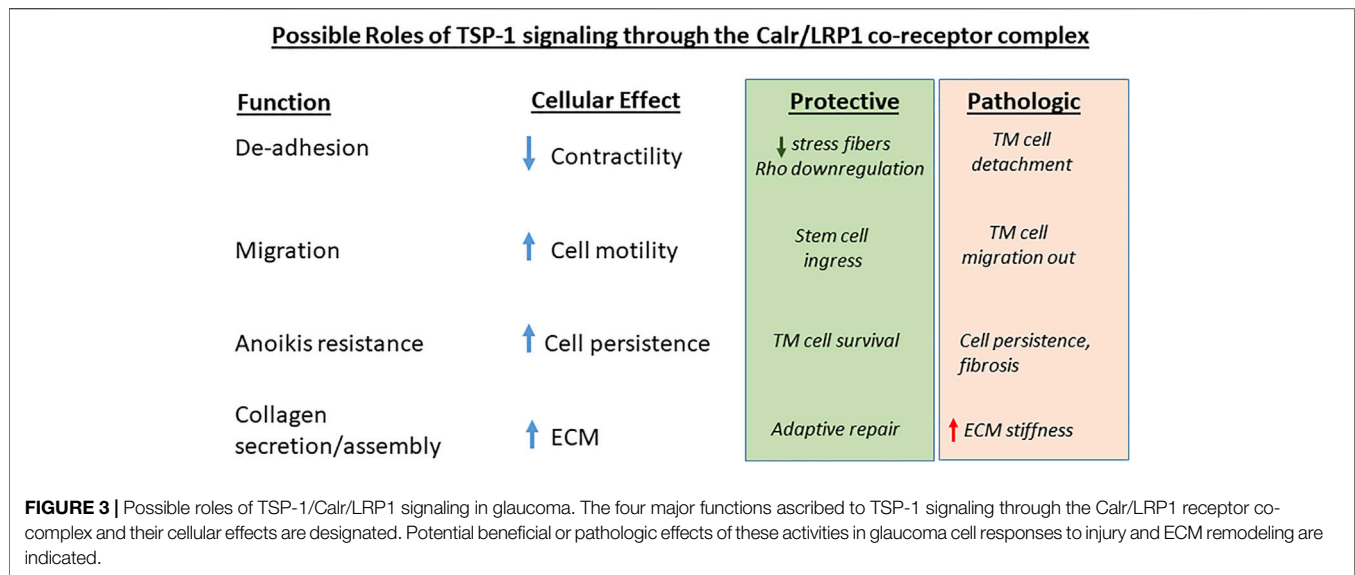 Possible Roles of TSP-1 signaling through the Calr/LRP1 co-receptor complex
Function Cellular Effect Protective Pathologic
De-adhesion ↓ Contractility ↓ stress fibers TM cell
Rho downregulation detachment
Migration ↑ Cell motility Stem cell TM cell
ingress migration out
Anoikis resistance ↑ Cell persistence TM cell survival Cell persistence,
fibrosis
Collagen
secretion/assembly ↑ ECM Adaptive repair ↑ ECM stiffness
FIGURE 3 | Possible roles of TSP-1/Calr/LRP1 signaling in glaucoma. The four major functions ascribed to TSP-1 signaling through the Calr/LRP1 receptor co-
complex and their cellular effects are designated. Potential beneficial or pathologic effects of these activities in glaucoma cell responses to injury and ECM remodeling are
indicated.